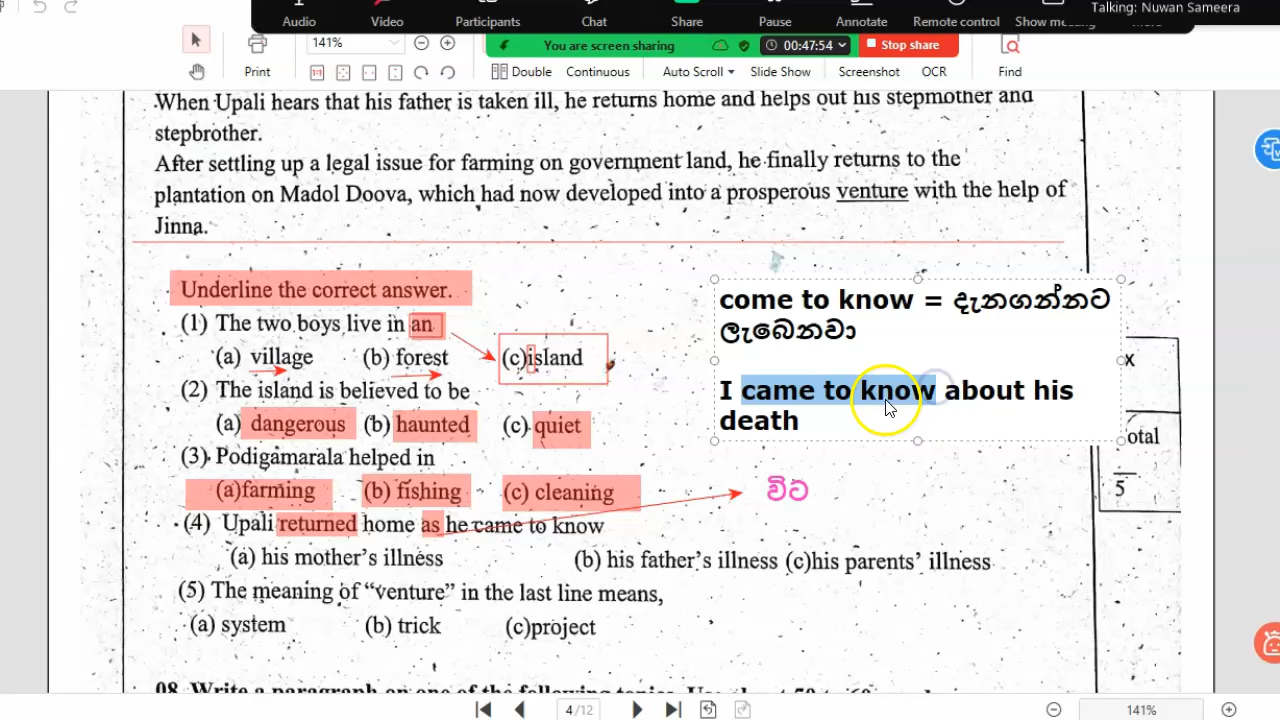 Talking: Nuwan Sameera
Audio Video Participants Chat Share Pause Annotate Remote control
141% You are screen sharing 00:47:54 Stop share
Print Double Continuous Auto Scroll Slide Show Screenshot OCR Find
When Upali hears that his father is taken ill, he returns home and helps out his stepmother and
stepbrother.
After settling up a legal issue for farming on government land, he finally returns to the
plantation on Madol Doova, which had now developed into a prosperous venture with the help of
Jinna.
Underline the correct answer.
(1) The two boys live in an
(a) village (b) forest (c)island
(2) The island is believed to be
(a) dangerous (b) haunted (c) quiet
(3) Podigamarala helped in
(a)farming (b) fishing (c) cleaning
(4) Upali returned home as he came to know
(a) his mother's illness (b) his father's illness (c)his parents' illness
(5) The meaning of “venture” in the last line means,
(a) system (b) trick (c)project
come to know = දැනගන්නට
ලැබෙනවා
I came to know about his
death
විට
x
otal
5
4/12 141%